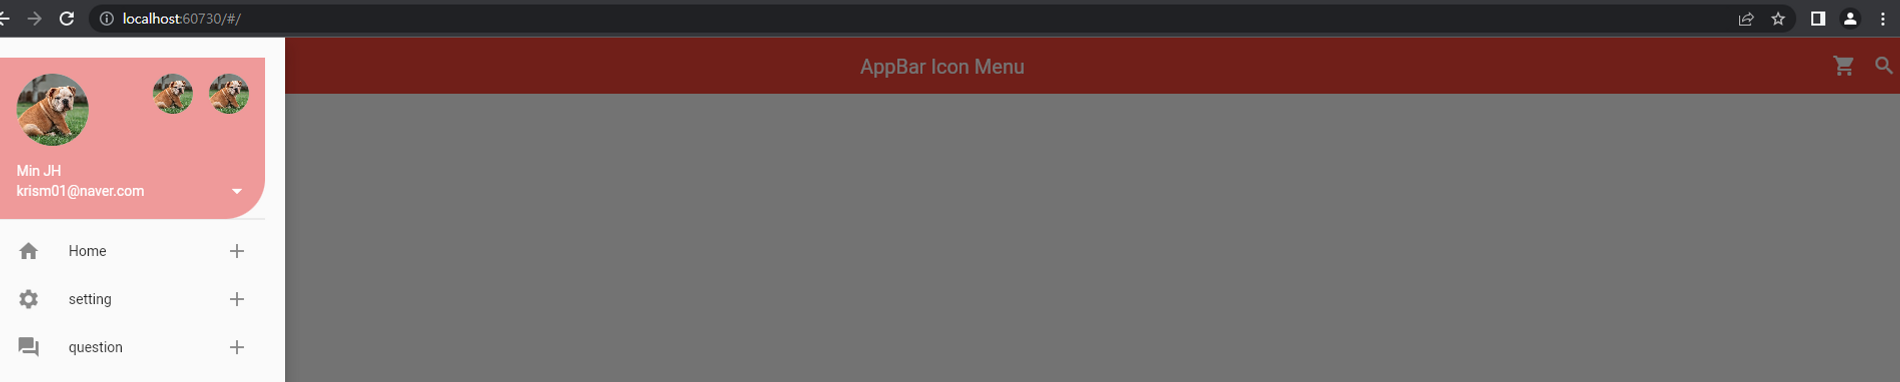 localhost:60730/#/
AppBar Icon Menu
Min JH
krism01@naver.com
Home
setting
question